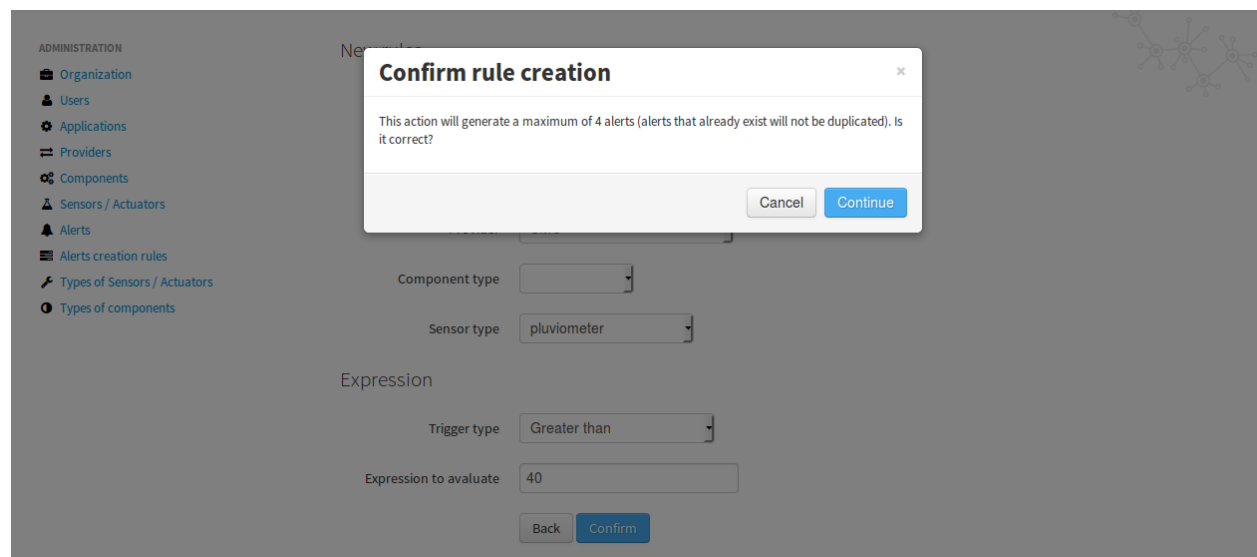 ADMINISTRATION
Organization
Users
Applications
Providers
Components
Sensors / Actuators
Alerts
Alerts creation rules
Types of Sensors / Actuators
Types of components
Confirm rule creation
×
This action will generate a maximum of 4 alerts (alerts that already exist will not be duplicated). Is
it correct?
Cancel
Continue
Component type
Sensor type
pluviometer
Expression
Trigger type
Greater than
Expression to avaluate
40
Back
Confirm